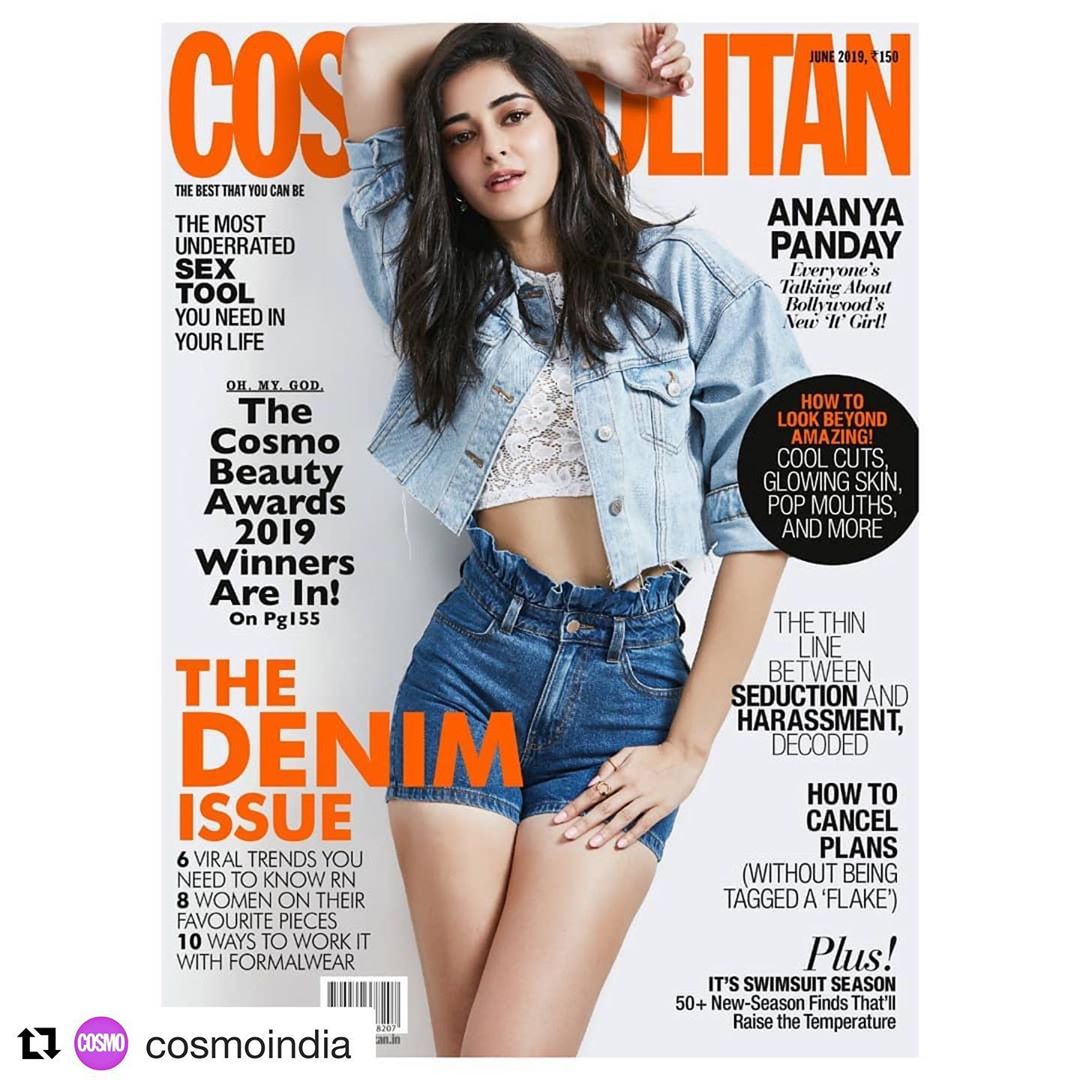 COSMOPOLITAN
JUNE 2019, ₹150
THE BEST THAT YOU CAN BE
THE MOST
UNDERRATED
SEX
TOOL
YOU NEED IN
YOUR LIFE
OH. MY. GOD.
The
Cosmo
Beauty
Awards
2019
Winners
Are In!
On Pg155
THE
DENIM
ISSUE
6 VIRAL TRENDS YOU
NEED TO KNOW RN
8 WOMEN ON THEIR
FAVOURITE PIECES
10 WAYS TO WORK IT
WITH FORMALWEAR
ANANYA
PANDAY
Everyone's
Talking About
Bollywood's
New 'It' Girl!
HOW TO
LOOK BEYOND
AMAZING!
COOL CUTS,
GLOWING SKIN,
POP MOUTHS,
AND MORE
THE THIN
LINE
BETWEEN
SEDUCTION AND
HARASSMENT,
DECODED
HOW TO
CANCEL
PLANS
(WITHOUT BEING
TAGGED A 'FLAKE')
Plus!
IT'S SWIMSUIT SEASON
50+ New-Season Finds That'll
Raise the Temperature
8207
an.in
COSMO
cosmoindia